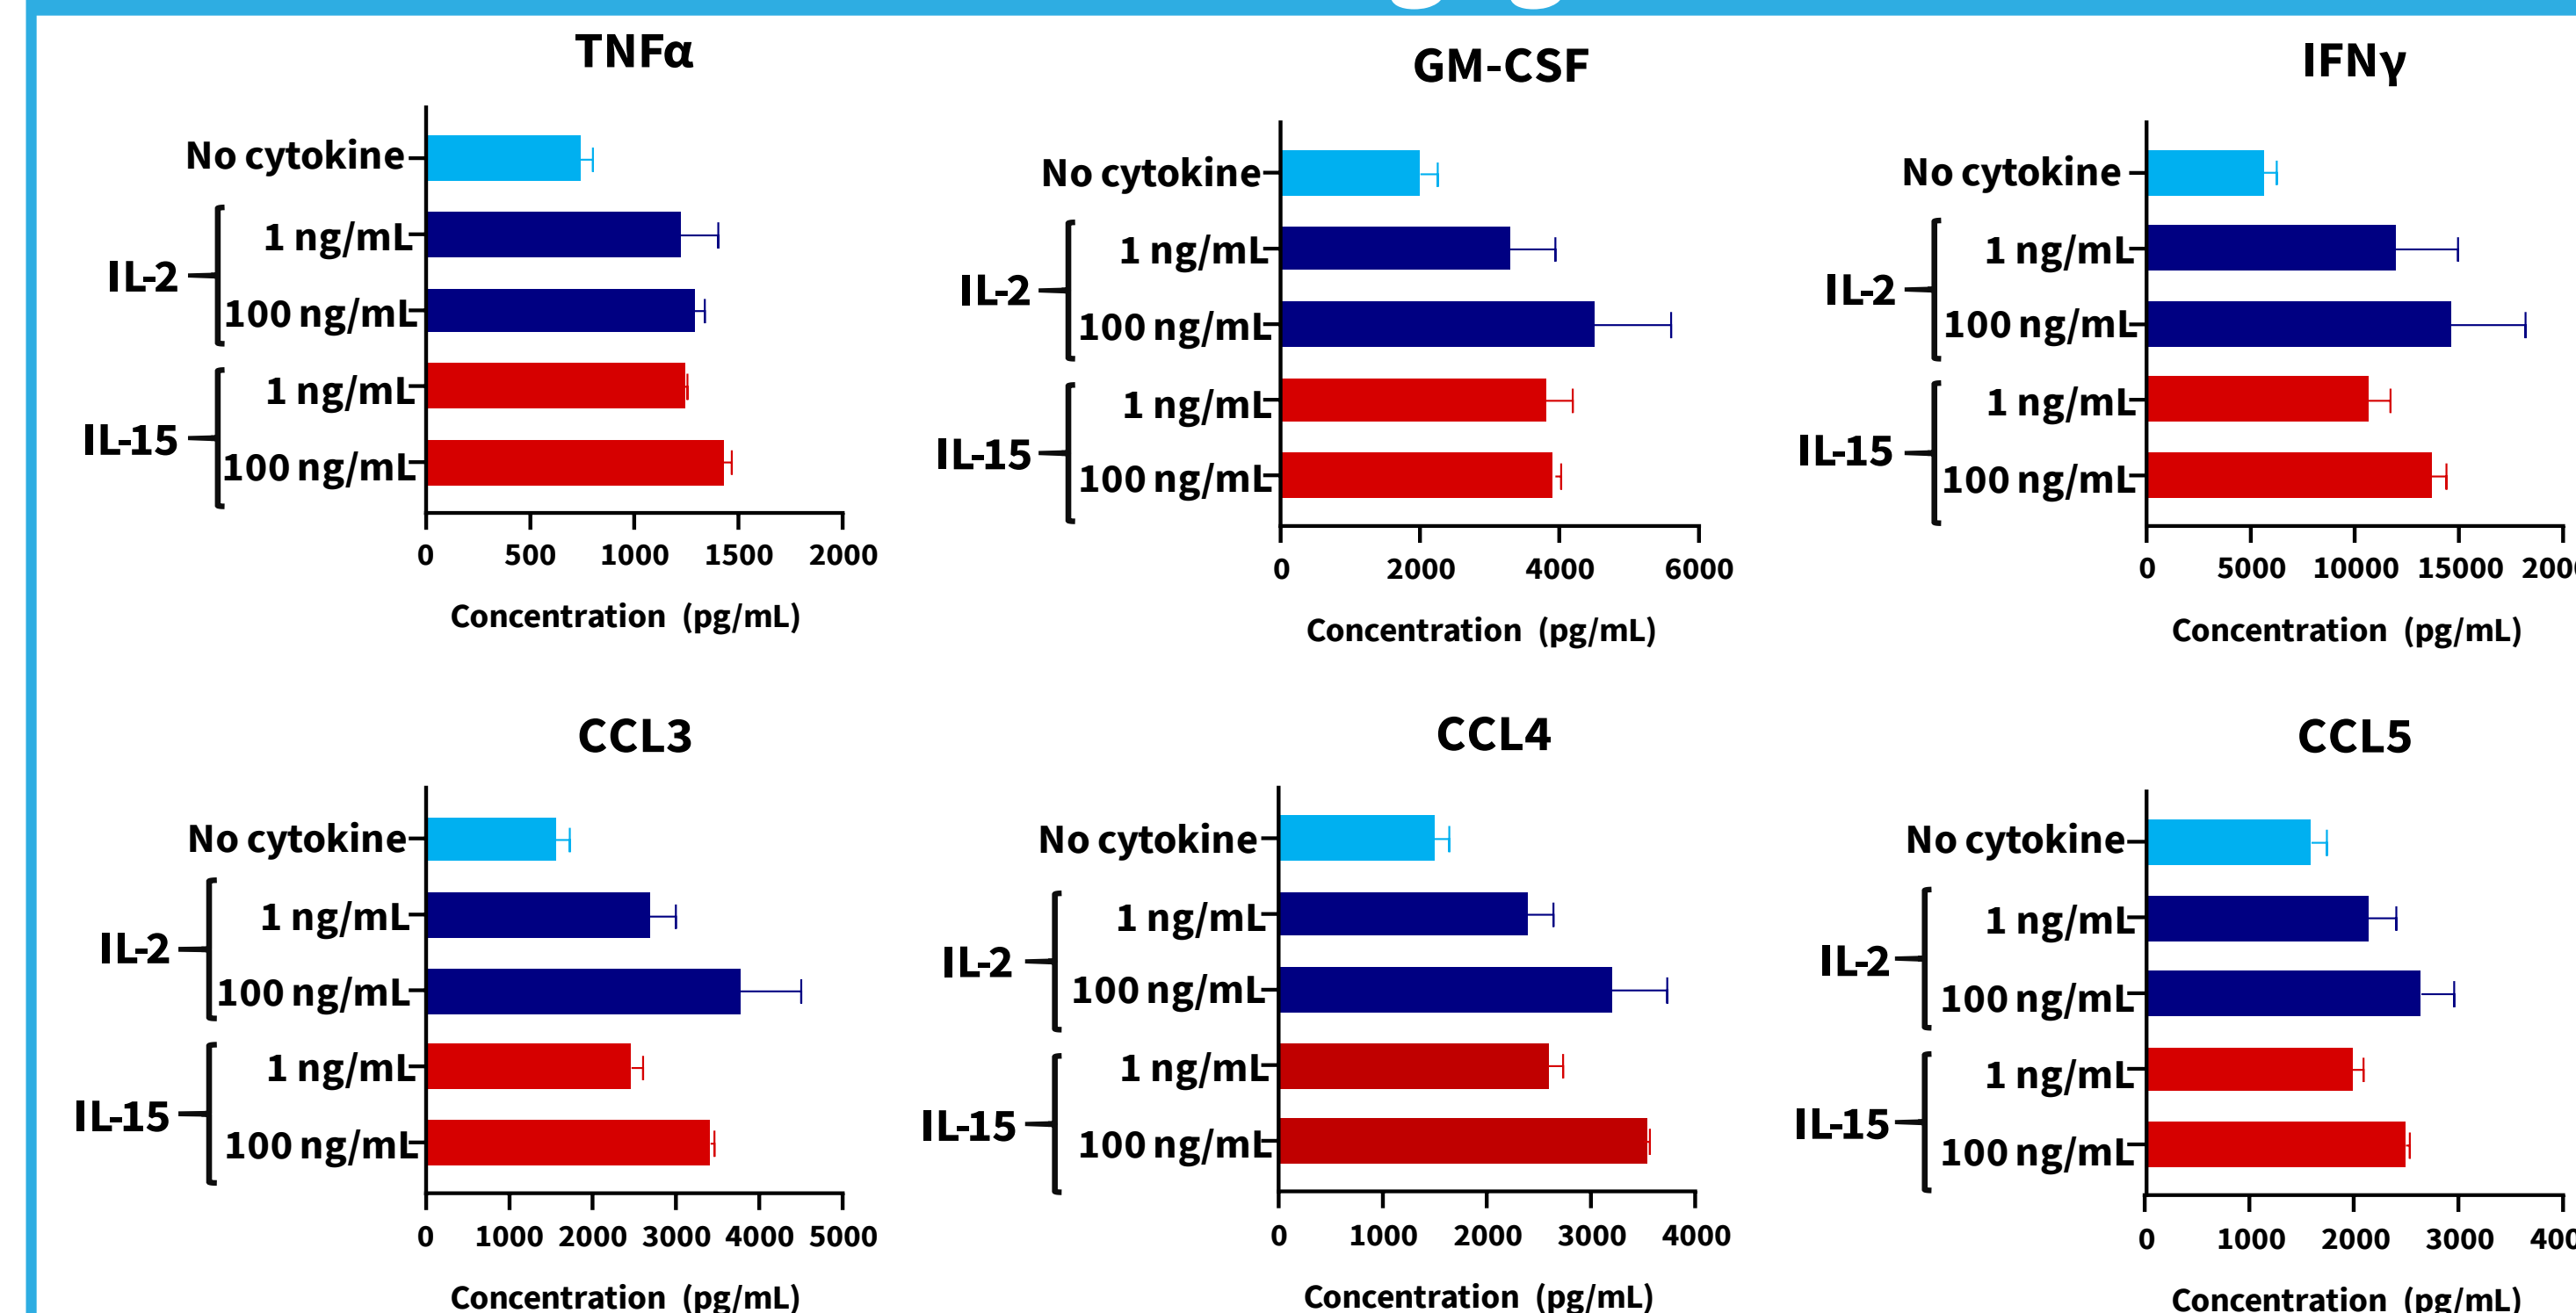 TNFα
No cytokine
1 ng/mL
IL-2
100 ng/mL
1 ng/mL
IL-15
100 ng/mL
0 500 1000 1500 2000
Concentration (pg/mL)
GM-CSF
No cytokine
1 ng/mL
IL-2
100 ng/mL
1 ng/mL
IL-15
100 ng/mL
0 2000 4000 6000
Concentration (pg/mL)
IFNγ
No cytokine
1 ng/mL
IL-2
100 ng/mL
1 ng/mL
IL-15
100 ng/mL
0 5000 10000 15000
Concentration (pg/mL)
CCL3
No cytokine
1 ng/mL
IL-2
100 ng/mL
1 ng/mL
IL-15
100 ng/mL
0 1000 2000 3000 4000 5000
Concentration (pg/mL)
CCL4
No cytokine
1 ng/mL
IL-2
100 ng/mL
1 ng/mL
IL-15
100 ng/mL
0 1000 2000 3000 4000
Concentration (pg/mL)
CCL5
No cytokine
1 ng/mL
IL-2
100 ng/mL
1 ng/mL
IL-15
100 ng/mL
0 1000 2000 3000
Concentration (pg/mL)